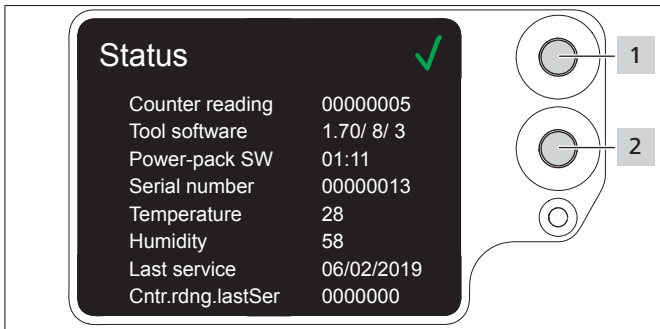 Status
Counter reading 00000005
Tool software 1.70/ 8/ 3
Power-pack SW 01:11
Serial number 00000013
Temperature 28
Humidity 58
Last service 06/02/2019
Cntr.rdng.lastSer 0000000
1
2